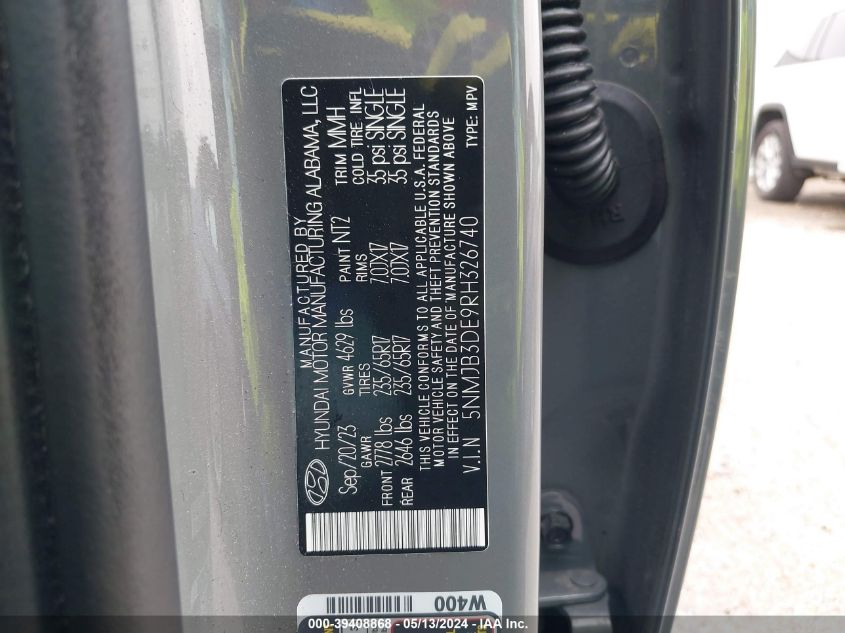 MANUFACTURED BY
HYUNDAI MOTOR MANUFACTURING ALABAMA, LLC
Sep/20/23 GVWR 4629 lbs PAINT NT2 TRIM MMH
GAWR TIRES RIMS COLD TIRE INFL
FRONT 2778 lbs 235/65R17 7.0JX17 35 psi SINGLE
REAR 2646 lbs 235/65R17 7.0JX17 35 psi SINGLE
THIS VEHICLE CONFORMS TO ALL APPLICABLE U.S.A. FEDERAL
MOTOR VEHICLE SAFETY AND THEFT PREVENTION STANDARDS
IN EFFECT ON THE DATE OF MANUFACTURE SHOWN ABOVE
V.I.N 5NMJB3DE9RH326740 TYPE: MPV
W400
© - IAA - 39408868 - 05/13/2024 - © IAA, LLC